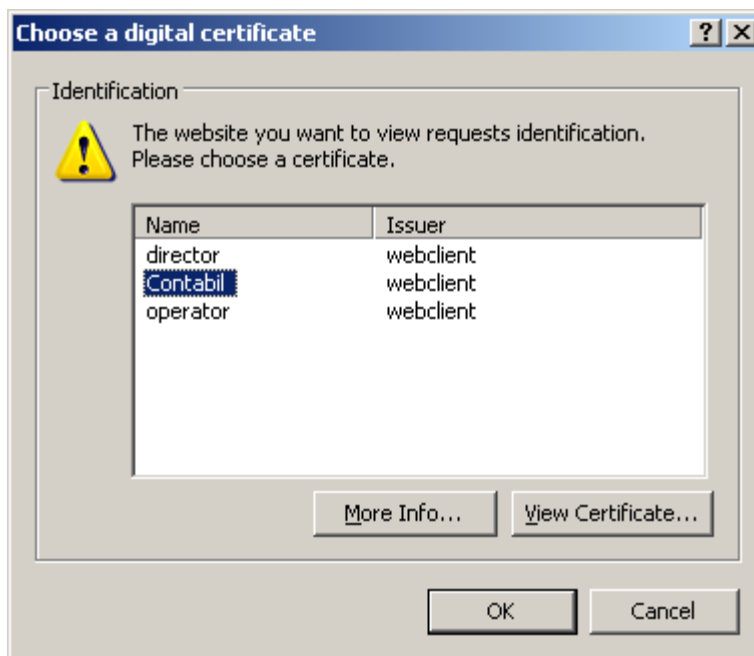 Choose a digital certificate
Identification
The website you want to view requests identification.
Please choose a certificate.
Name Issuer
director webclient
Contabil webclient
operator webclient
More Info... View Certificate...
OK Cancel